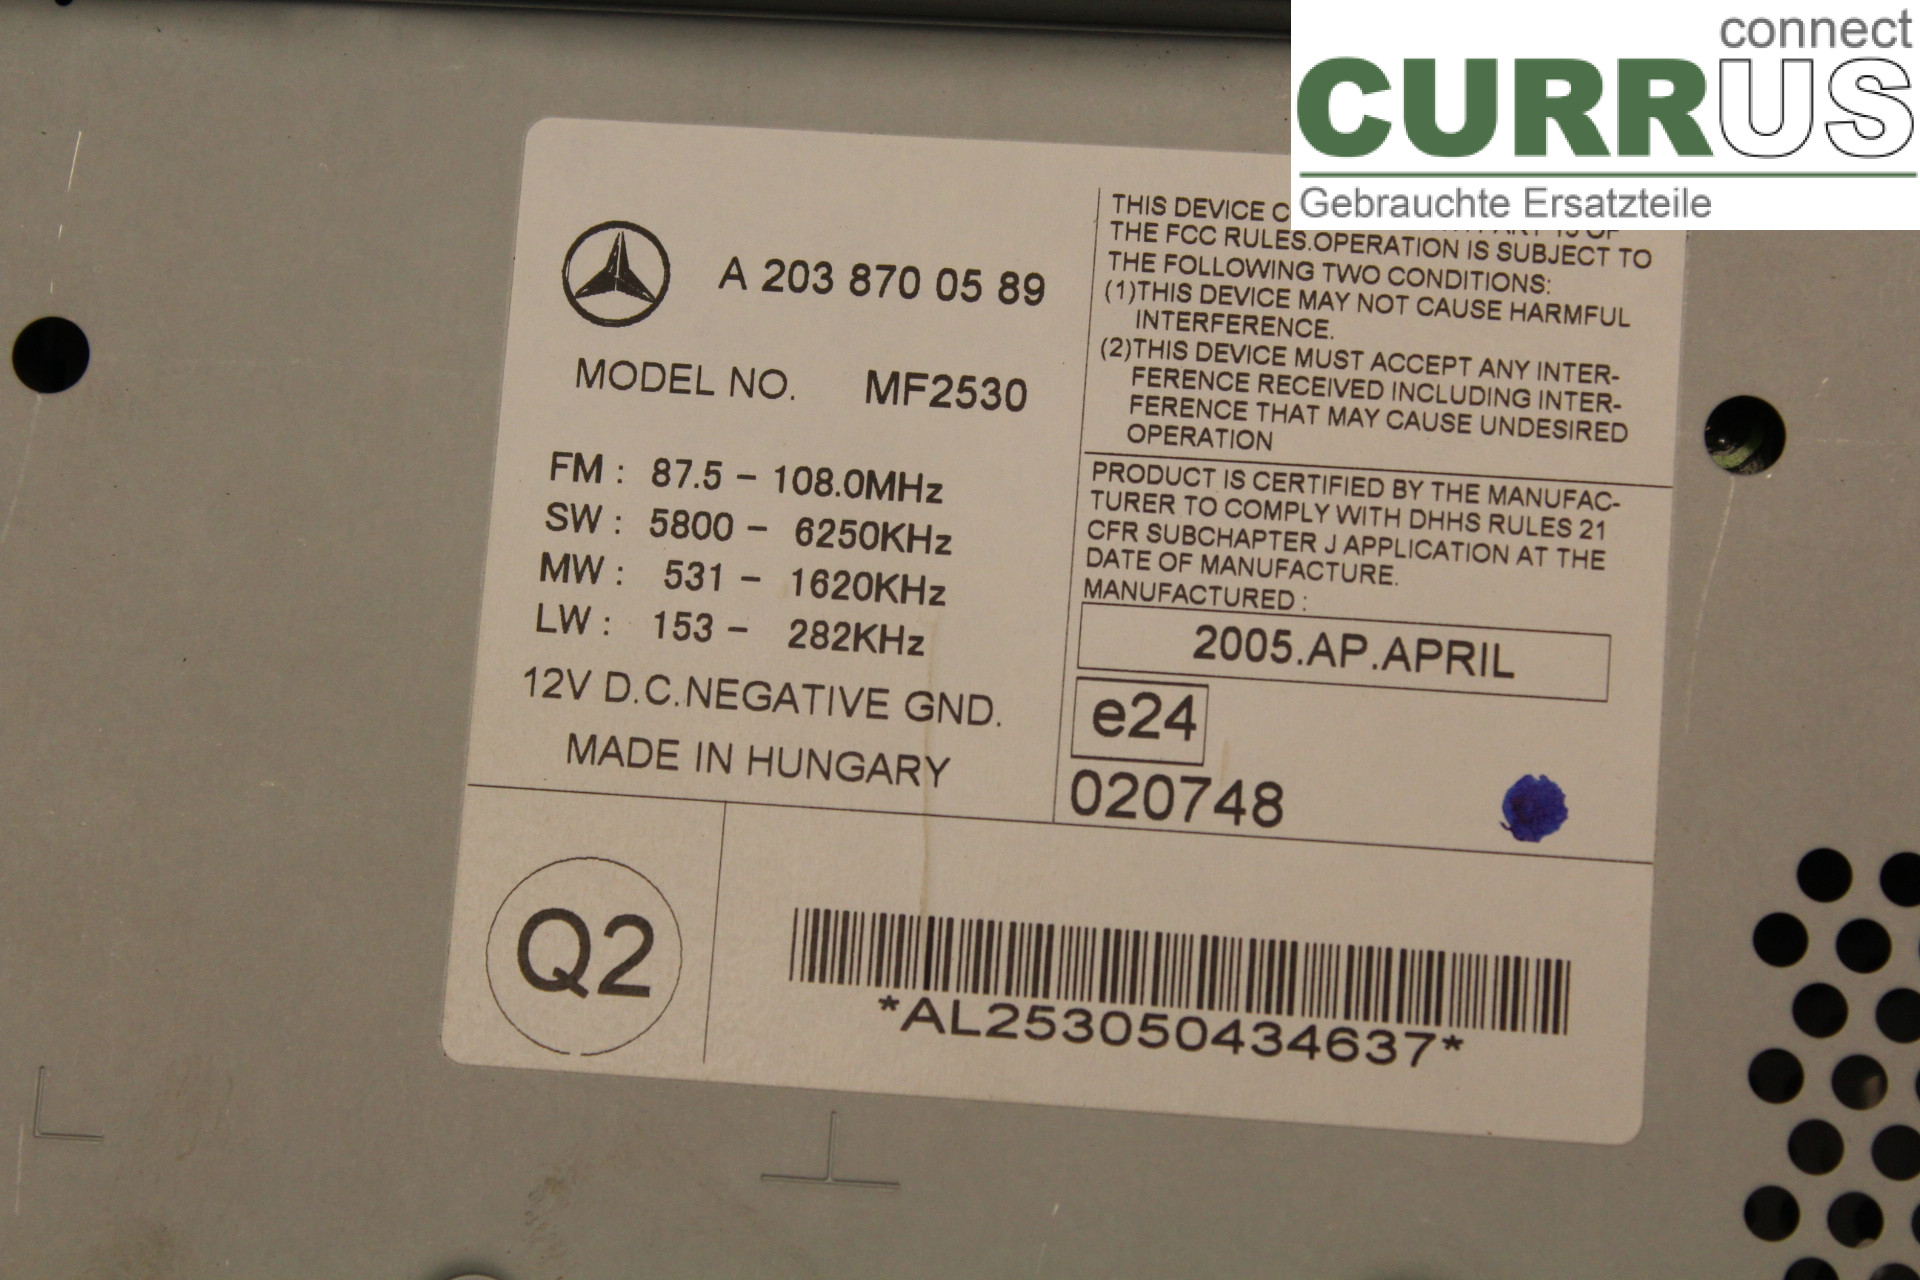 connect
CURRUS
Gebrauchte Ersatzteile
A 203 870 05 89
MODEL NO. MF2530
FM : 87.5 – 108.0MHz
SW : 5800 – 6250KHz
MW : 531 – 1620KHz
LW : 153 – 282KHz
12V D.C.NEGATIVE GND.
MADE IN HUNGARY
THIS DEVICE
THE FCC RULES.OPERATION IS SUBJECT TO
THE FOLLOWING TWO CONDITIONS:
(1)THIS DEVICE MAY NOT CAUSE HARMFUL
INTERFERENCE.
(2)THIS DEVICE MUST ACCEPT ANY INTER-
FERENCE RECEIVED INCLUDING INTER-
FERENCE THAT MAY CAUSE UNDESIRED
OPERATION
PRODUCT IS CERTIFIED BY THE MANUFAC-
TURER TO COMPLY WITH DHHS RULES 21
CFR SUBCHAPTER J APPLICATION AT THE
DATE OF MANUFACTURE.
MANUFACTURED :
2005.AP.APRIL
e24
020748
Q2
*AL253050434637*